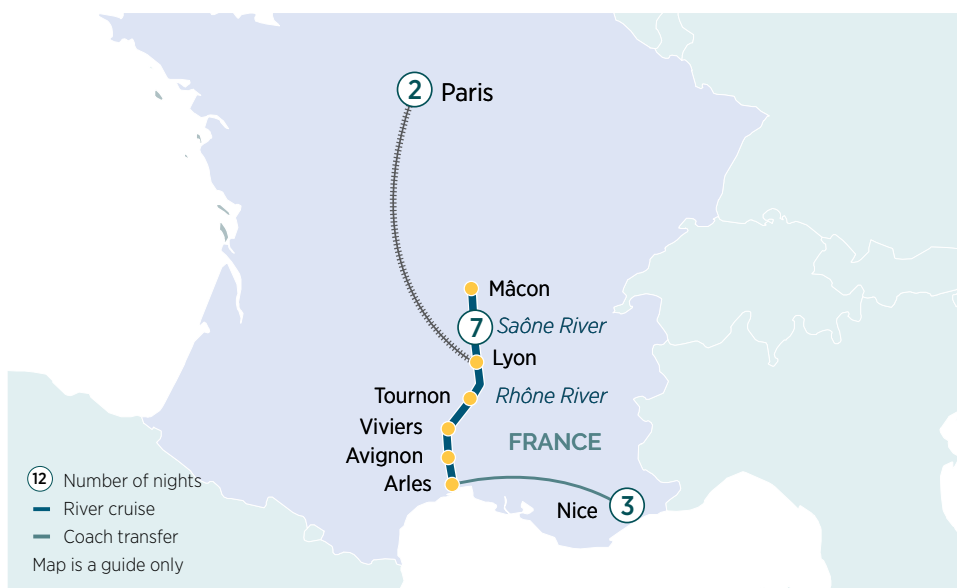 2 Paris
Mâcon
7 Saône River
Lyon
Tournon
Rhône River
Viviers
FRANCE
Avignon
Arles
Nice 3
12 Number of nights
River cruise
Coach transfer
Map is a guide only